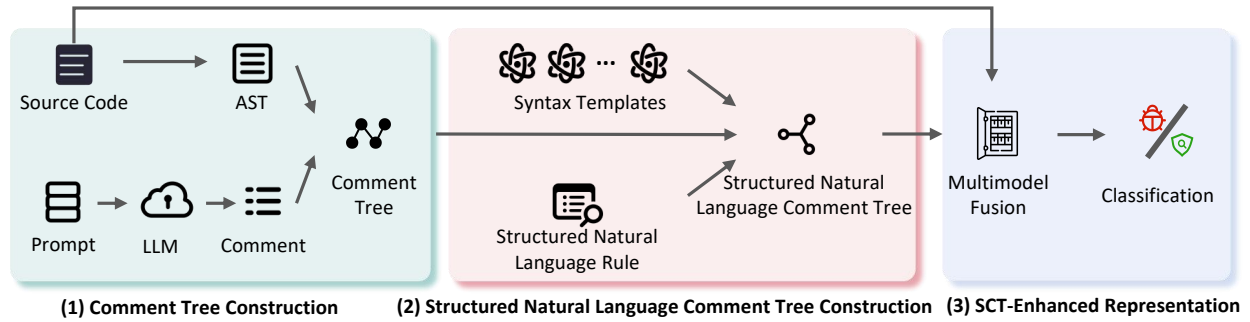 Source Code
AST
Prompt
LLM
Comment
Comment
Tree
(1) Comment Tree Construction
...
Syntax Templates
Structured Natural
Language Rule
Structured Natural
Language Comment Tree
(2) Structured Natural Language Comment Tree Construction
Multimodel
Fusion
Classification
(3) SCT-Enhanced Representation